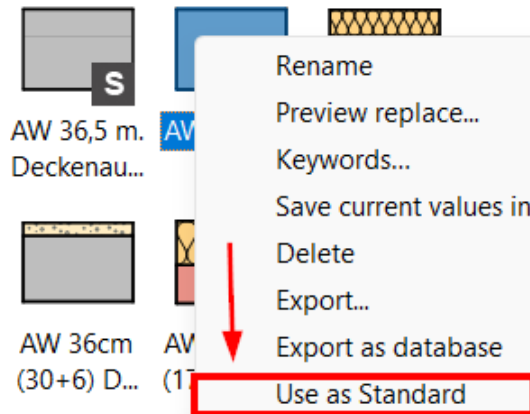 S
AW 36,5 m.
Deckenau...
AW
AW 36cm
(30+6) D...
AW
(17
Rename
Preview replace...
Keywords...
Save current values in
Delete
Export...
Export as database
Use as Standard